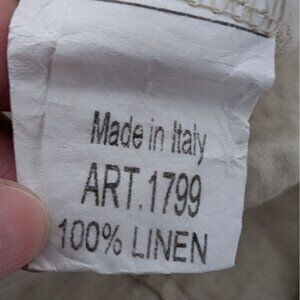 Made in Italy
ART.1799
100% LINEN